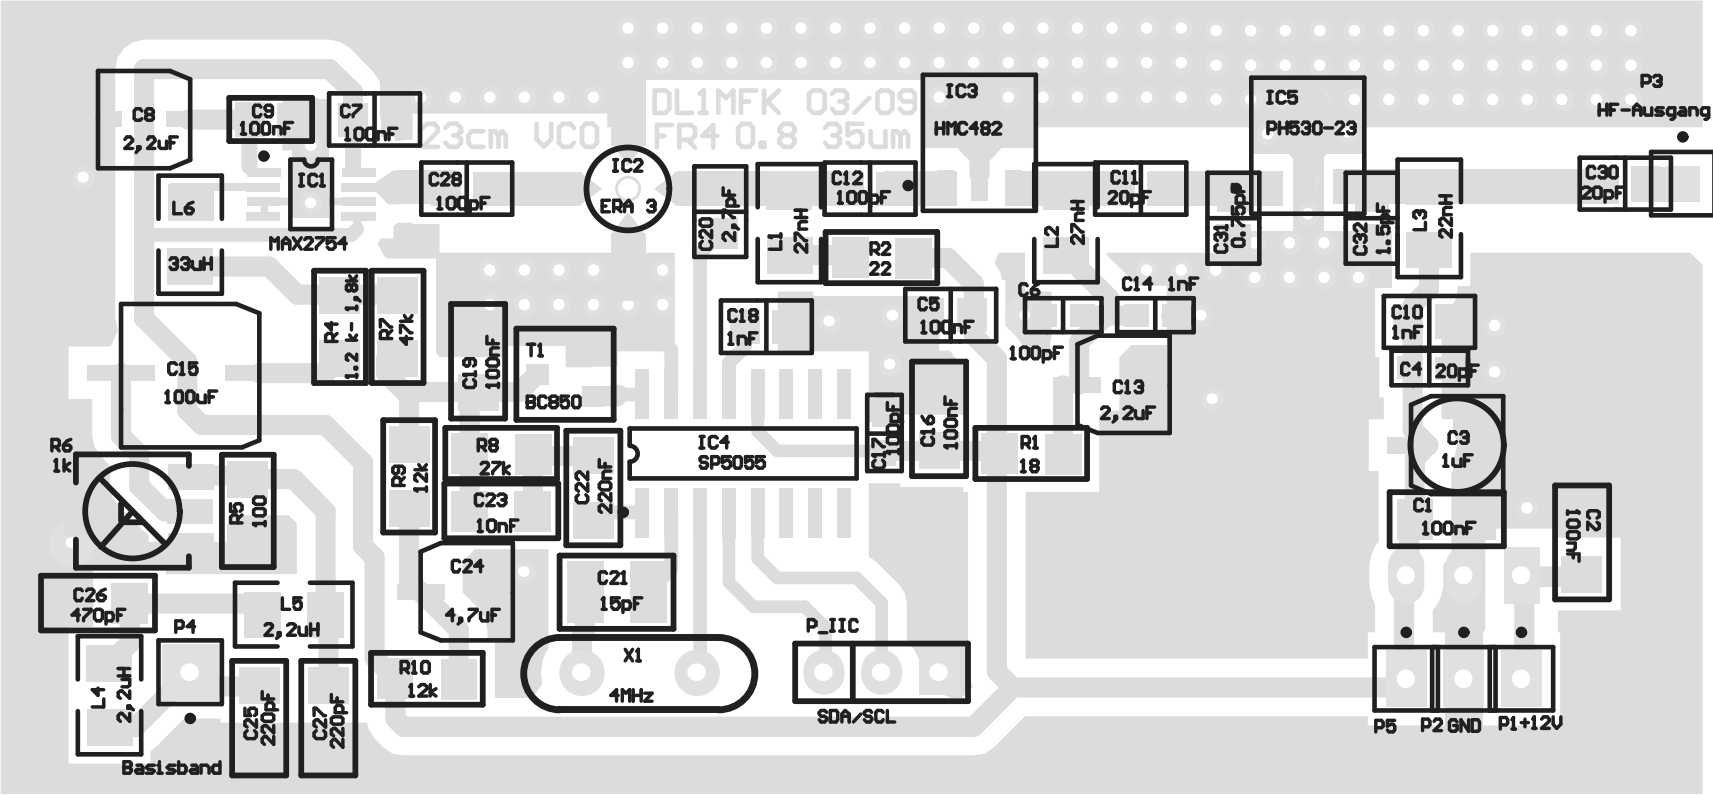 DL1MFK 03/09
23cm VCO FR4 0.8 35um
P3
HF-Ausgang
C8
2,2uF
C9
100nF
C7
100nF
IC1
MAX2754
L6
33uH
C28
100pF
IC2
ERA 3
C20
2,7pF
L1
27nH
C12
100pF
IC3
HMC482
L2
27nH
C11
20pF
C31
0.75pF
IC5
PH530-23
C32
1.5pF
L3
22nH
C30
20pF
R2
22
C15
100uF
R4
1.2 k- 1,8k
R7
47k
C19
100nF
T1
BC850
C18
1nF
C5
100nF
C6
100pF
C14 1nF
C13
2,2uF
C10
1nF
C4 20pF
C3
1uF
C1
100nF
C2
100nF
R6
1k
R5
100
R9
12k
R8
27k
C23
10nF
C22
220nF
IC4
SP5055
C17
100pF
C16
100nF
R1
18
C26
470pF
P4
L5
2,2uH
C24
4,7uF
C21
15pF
L4
2,2uH
C25
220pF
C27
220pF
R10
12k
X1
4MHz
P_IIC
SDA/SCL
P5
P2 GND
P1+12V
Basisband